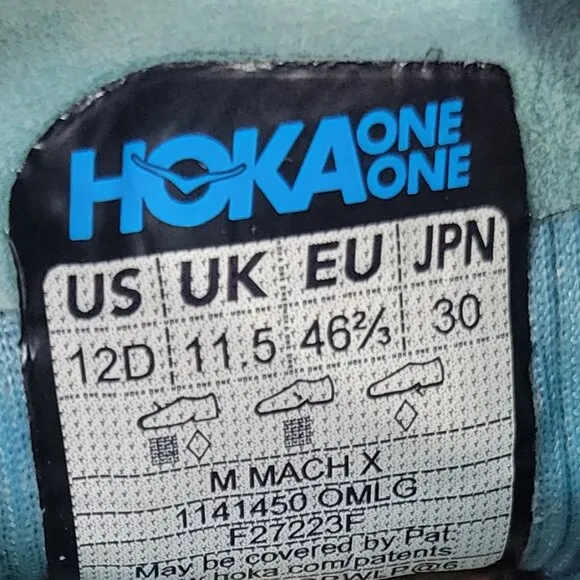 HOKA ONE ONE
US UK EU JPN
12D 11.5 46⅔ 30
M MACH X
1141450 OMLG
F27223F
May be covered by Pat.
www.hoka.com/patents